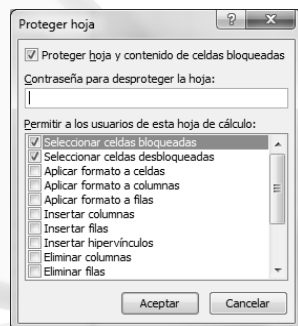 Proteger hoja
Proteger hoja y contenido de celdas bloqueadas
Contraseña para desproteger la hoja:
Permitir a los usuarios de esta hoja de cálculo:
Seleccionar celdas bloqueadas
Seleccionar celdas desbloqueadas
Aplicar formato a celdas
Aplicar formato a columnas
Aplicar formato a filas
Insertar columnas
Insertar filas
Insertar hipervínculos
Eliminar columnas
Eliminar filas
Aceptar Cancelar